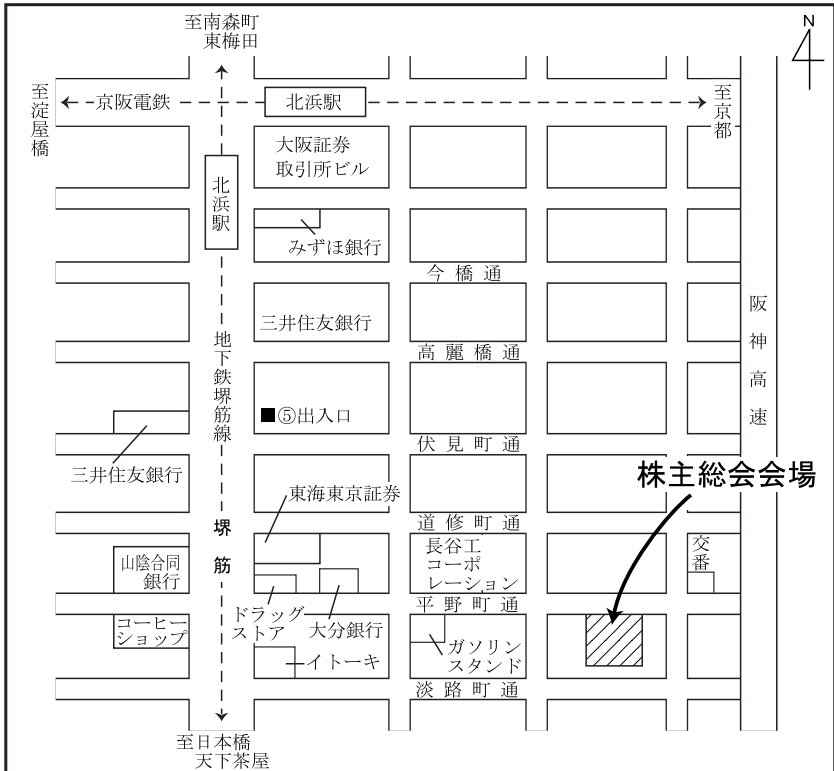 至南森町
東梅田
N
至淀屋橋
京阪電鉄
北浜駅
至京都
大阪証券
取引所ビル
北浜駅
みずほ銀行
今橋通
三井住友銀行
阪神高速
地下鉄堺筋線
高麗橋通
■⑤出入口
伏見町通
三井住友銀行
株主総会会場
東海東京証券
道修町通
堺筋
山陰合同
銀行
長谷工
コーポ
レーション
交番
平野町通
ドラッグ
ストア
大分銀行
コーヒー
ショップ
ガソリン
スタンド
イトーキ
淡路町通
至日本橋
天下茶屋